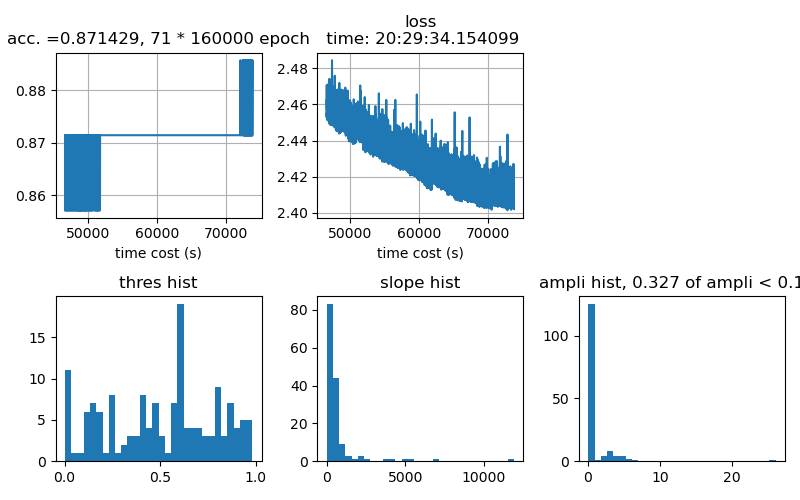 loss
acc. =0.871429, 71 * 160000 epoch time: 20:29:34.154099
0.88
0.87
0.86
50000 60000 70000
time cost (s)
2.48
2.46
2.44
2.42
2.40
50000 60000 70000
time cost (s)
thres hist
15
10
5
0
0.0 0.5 1.0
slope hist
80
60
40
20
0
0 5000 10000
ampli hist, 0.327 of ampli < 0.1
100
50
0
0 10 20